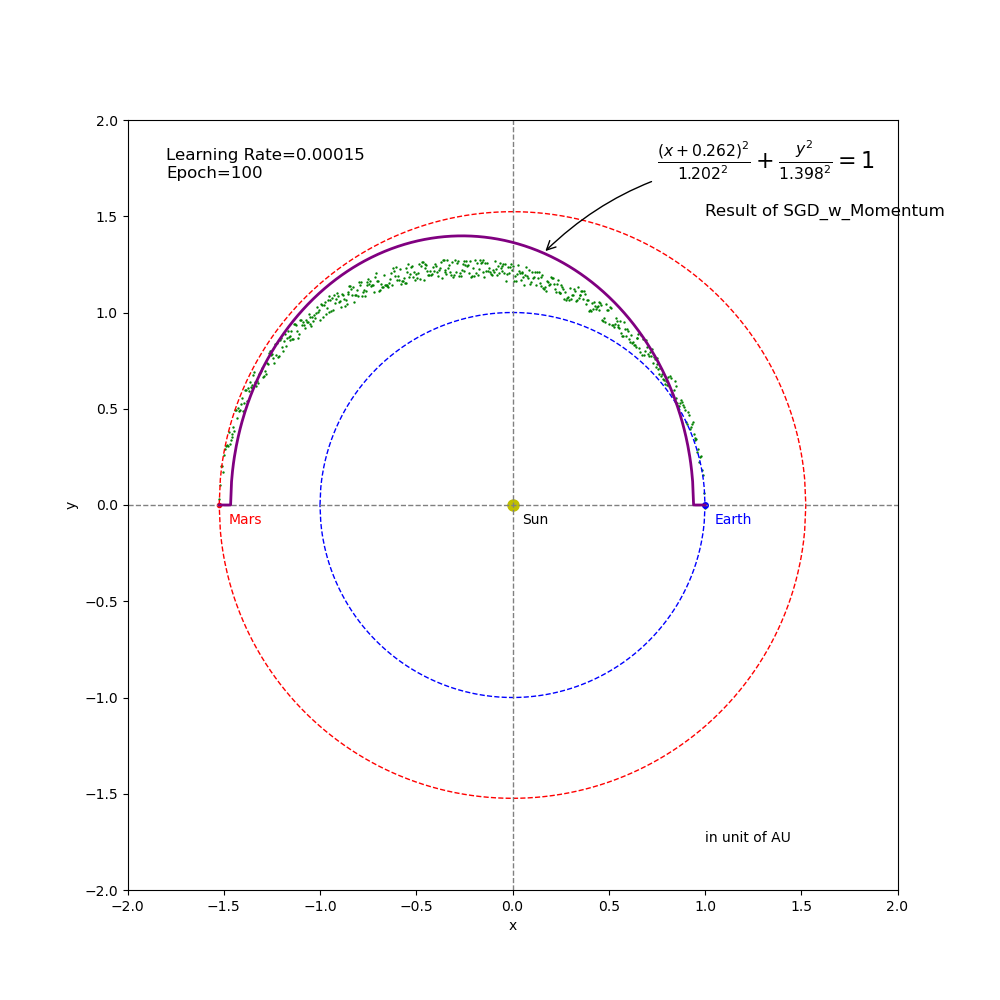 Learning Rate=0.00015
Epoch=100
(x+0.262)²/1.202² + y²/1.398² = 1
Result of SGD_w_Momentum
2.0
1.5
1.0
0.5
0.0
−0.5
−1.0
−1.5
−2.0
y
Mars
Sun
Earth
in unit of AU
−2.0 −1.5 −1.0 −0.5 0.0 0.5 1.0 1.5 2.0
x